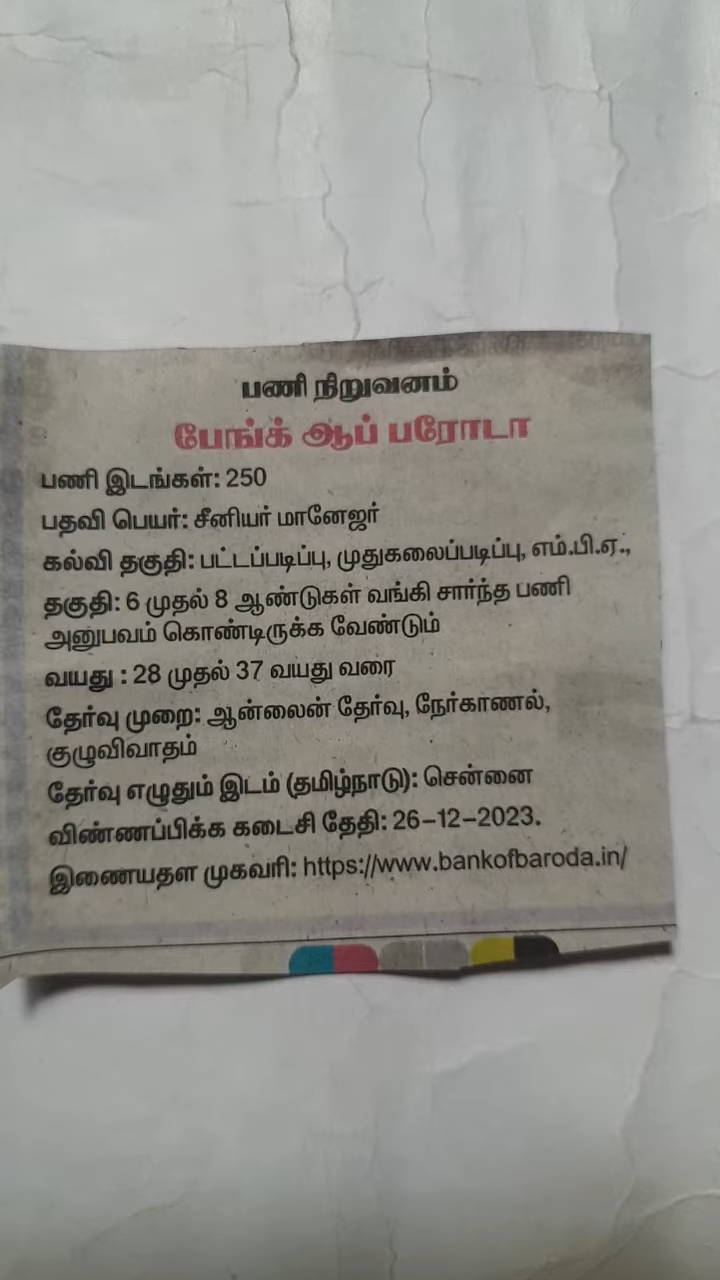 பணி நிறுவனம்
பேங்க் ஆப் பரோடா
பணி இடங்கள்: 250
பதவி பெயர்: சீனியர் மானேஜர்
கல்வி தகுதி: பட்டப்படிப்பு, முதுகலைப்படிப்பு, எம்.பி.ஏ.,
தகுதி: 6 முதல் 8 ஆண்டுகள் வங்கி சார்ந்த பணி
அனுபவம் கொண்டிருக்க வேண்டும்
வயது : 28 முதல் 37 வயது வரை
தேர்வு முறை: ஆன்லைன் தேர்வு, நேர்காணல்,
குழுவிவாதம்
தேர்வு எழுதும் இடம் (தமிழ்நாடு): சென்னை
விண்ணப்பிக்க கடைசி தேதி: 26-12-2023.
இணையதள முகவரி: https://www.bankofbaroda.in/